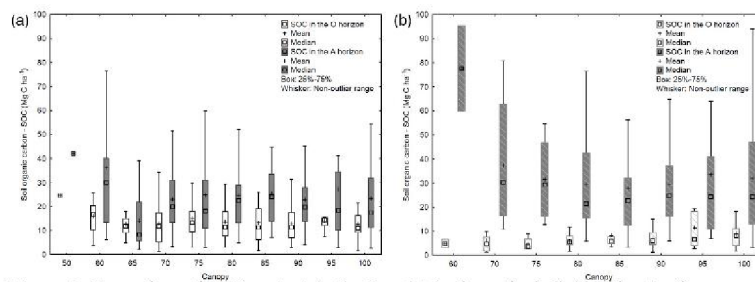 (a)
100
90
80
70
60
50
40
30
20
10
0
Soil organic carbon - SOC (Mg C ha⁻¹)
SOC in the O horizon
Mean
Median
SOC in the A horizon
Mean
Median
Box: 25%-75%
Whisker: Non-outlier range
50 60 65 70 75 80 85 90 95 100
Canopy
(b)
100
90
80
70
60
50
40
30
20
10
0
Soil organic carbon - SOC (Mg C ha⁻¹)
SOC in the O horizon
Mean
Median
SOC in the A horizon
Mean
Median
Box: 25%-75%
Whisker: Non-outlier range
60 70 75 80 85 90 95 100
Canopy